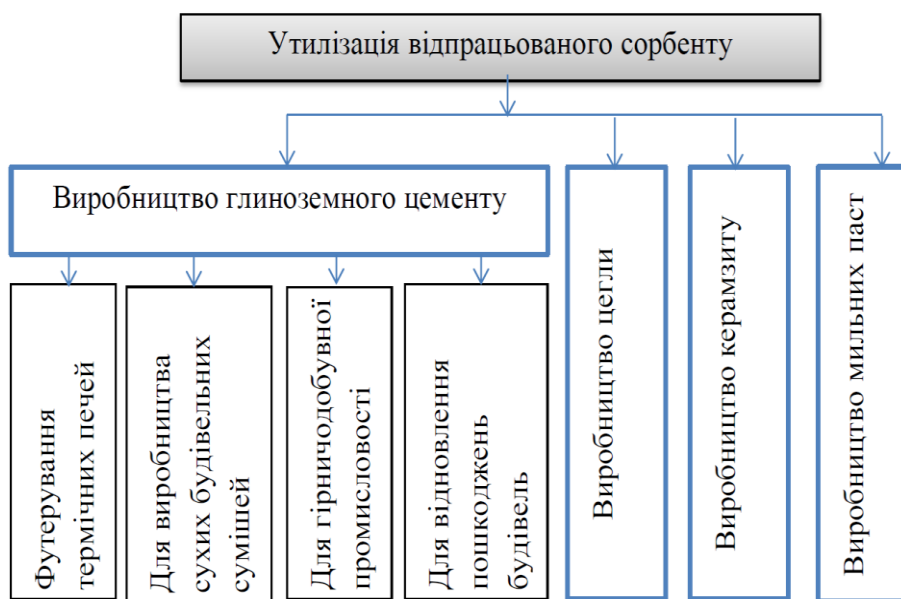 Утилізація відпрацьованого сорбенту
Виробництво глиноземного цементу
Футерування
термічних печей
Для виробництва
сухих будівельних
сумішей
Для гірничодобувної
промисловості
Для відновлення
пошкоджень
будівель
Виробництво цегли
Виробництво керамзиту
Виробництво мильних паст